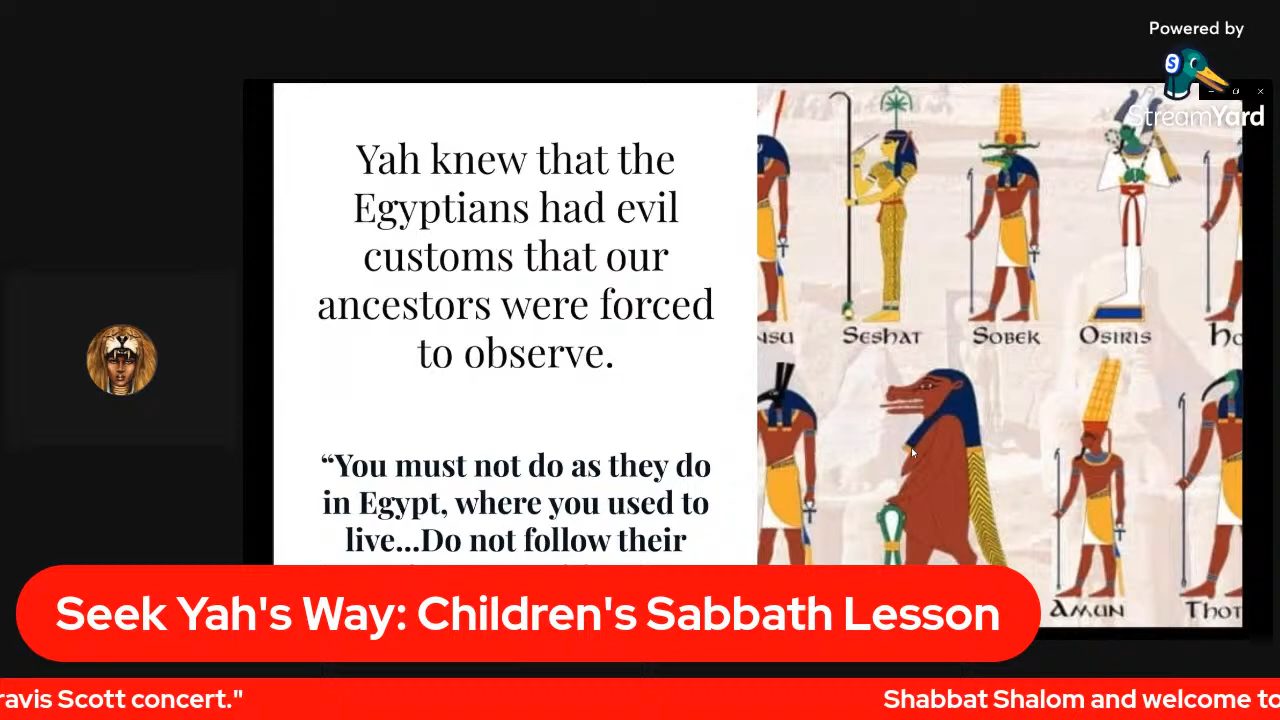 Powered by
StreamYard
Yah knew that the
Egyptians had evil
customs that our
ancestors were forced
to observe.
“You must not do as they do
in Egypt, where you used to
live...Do not follow their
SESHAT
SOBEK
OSIRIS
AMUN
Seek Yah's Way: Children's Sabbath Lesson
Scott concert."
Shabbat Shalom and welcome to